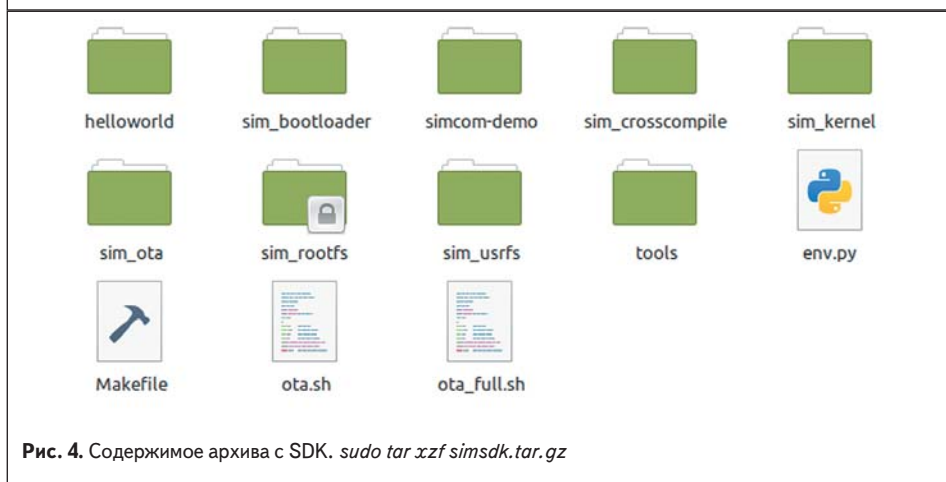 helloworld sim_bootloader simcom-demo sim_crosscompile sim_kernel
sim_ota sim_rootfs sim_usrfs tools env.py
Makefile ota.sh ota_full.sh
Рис. 4. Содержимое архива с SDK. sudo tar xzf simsdk.tar.gz